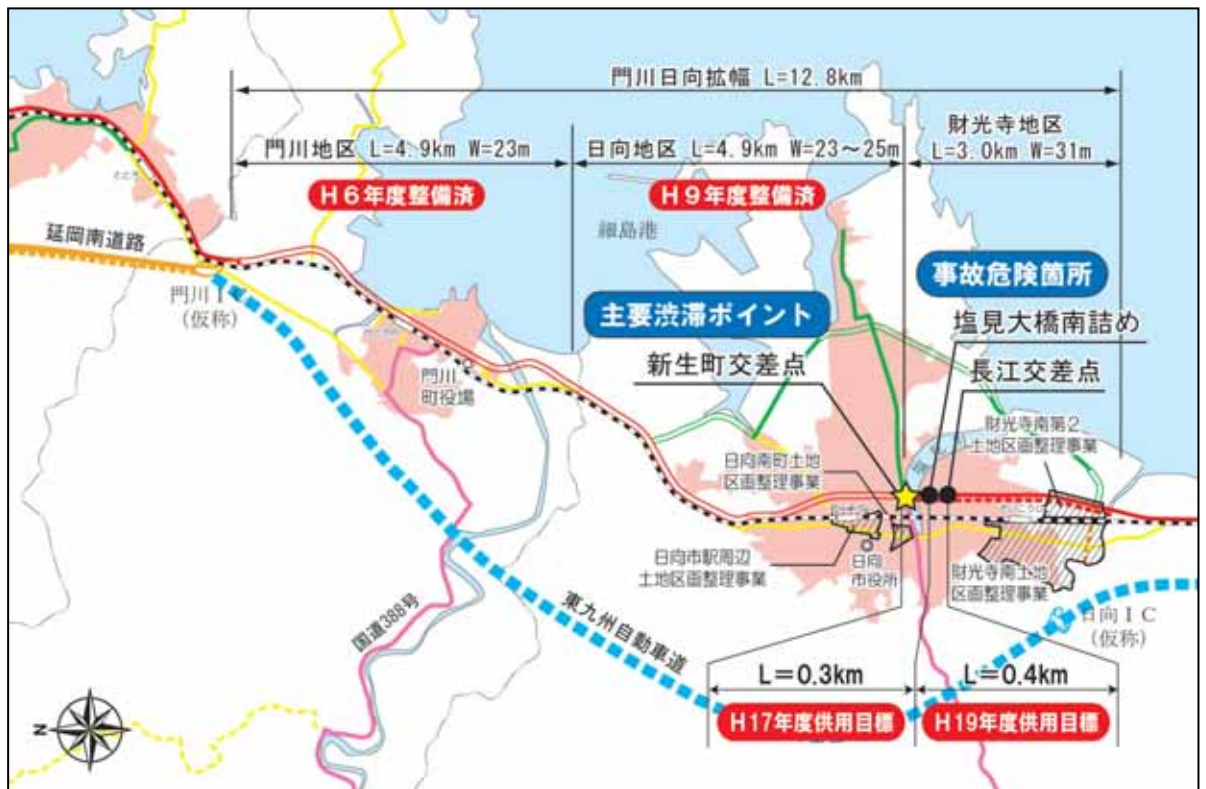 門川日向拡幅 L=12.8km
門川地区 L=4.9km W=23m
日向地区 L=4.9km W=23～25m
財光寺地区
L=3.0km W=31m
H6年度整備済
H9年度整備済
延岡南道路
門川IC
(仮称)
細島港
主要渋滞ポイント
新生町交差点
事故危険箇所
塩見大橋南詰め
長江交差点
門川
町役場
財光寺南第2
土地区画整理事業
日向南町土地
区画整理事業
日向市駅周辺
土地区画整理事業
日向
市役所
財光寺南土地
区画整理事業
日向IC
(仮称)
国道388号
東九州自動車道
L=0.3km
L=0.4km
H17年度供用目標
H19年度供用目標
N